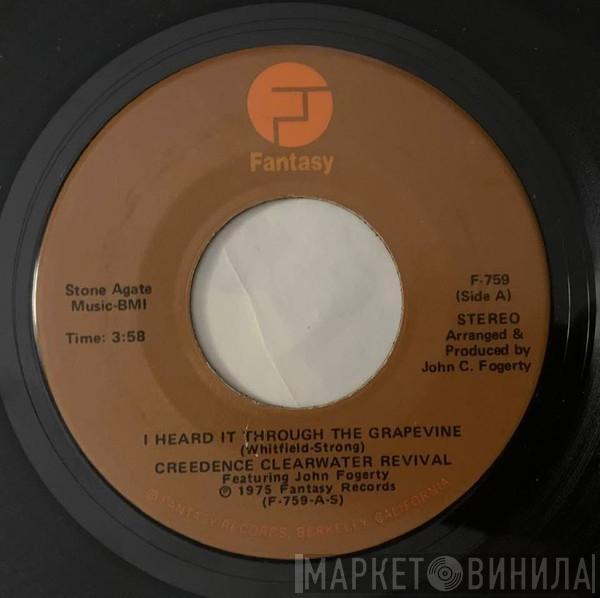 Fantasy
Stone Agate
Music-BMI
Time: 3:58
F-759
(Side A)
STEREO
Arranged &
Produced by
John C. Fogerty
I HEARD IT THROUGH THE GRAPEVINE
(Whitfield-Strong)
CREEDENCE CLEARWATER REVIVAL
Featuring John Fogerty
℗ 1975 Fantasy Records
(F-759-A-S)
℗ FANTASY RECORDS, BERKELEY, CALIFORNIA
МАРКЕТ ВИНИЛА